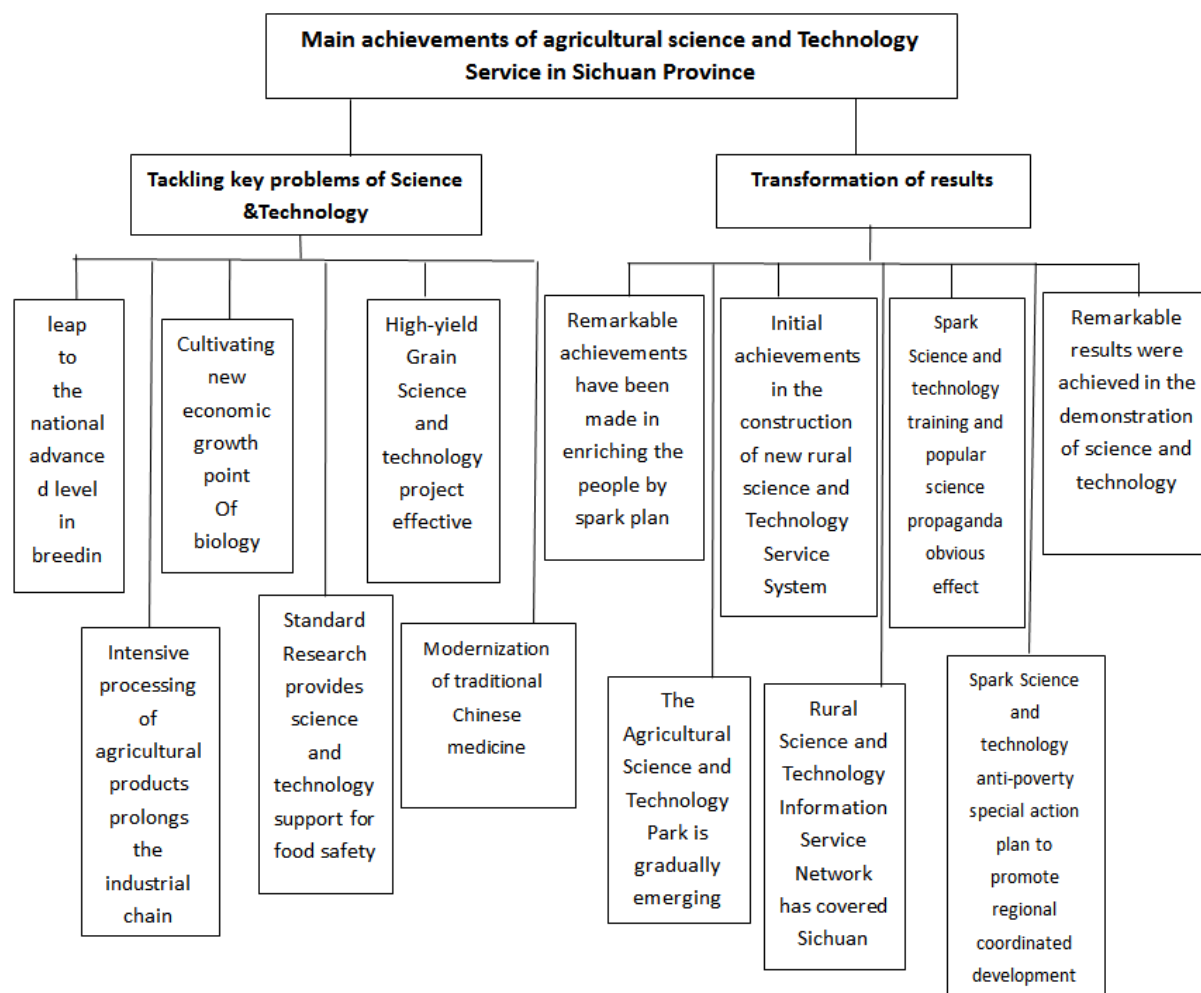 Main achievements of agricultural science and Technology
Service in Sichuan Province
Tackling key problems of Science
&Technology
Transformation of results
leap
to
the
national
advance
d level
in
breedin
Cultivating
new
economic
growth
point
Of
biology
High-yield
Grain
Science
and
technology
project
effective
Remarkable
achievements
have been
made in
enriching the
people by
spark plan
Initial
achievements
in the
construction
of new rural
science and
Technology
Service
System
Spark
Science and
technology
training and
popular
science
propaganda
obvious
effect
Remarkable
results were
achieved in the
demonstration
of science and
technology
Intensive
processing
of
agricultural
products
prolongs
the
industrial
chain
Standard
Research
provides
science
and
technology
support for
food safety
Modernization
of traditional
Chinese
medicine
The
Agricultural
Science and
Technology
Park is
gradually
emerging
Rural
Science and
Technology
Information
Service
Network
has covered
Sichuan
Spark Science
and
technology
anti-poverty
special action
plan to
promote
regional
coordinated
development